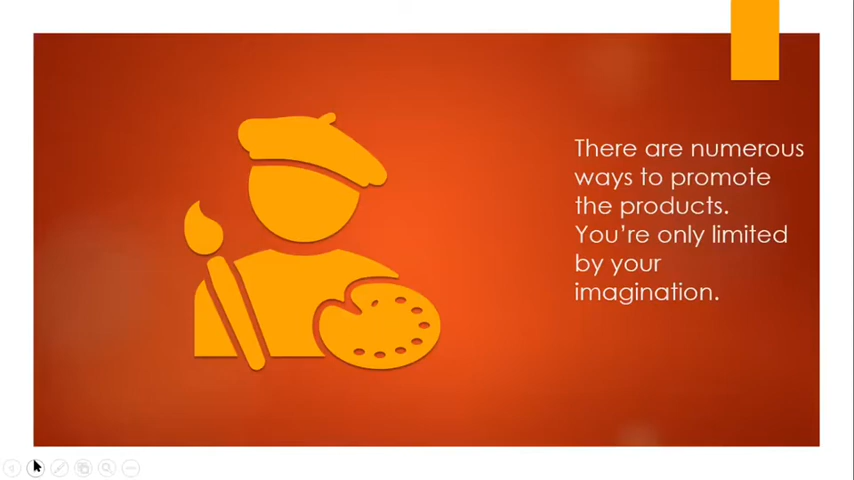 There are numerous
ways to promote
the products.
You're only limited
by your
imagination.